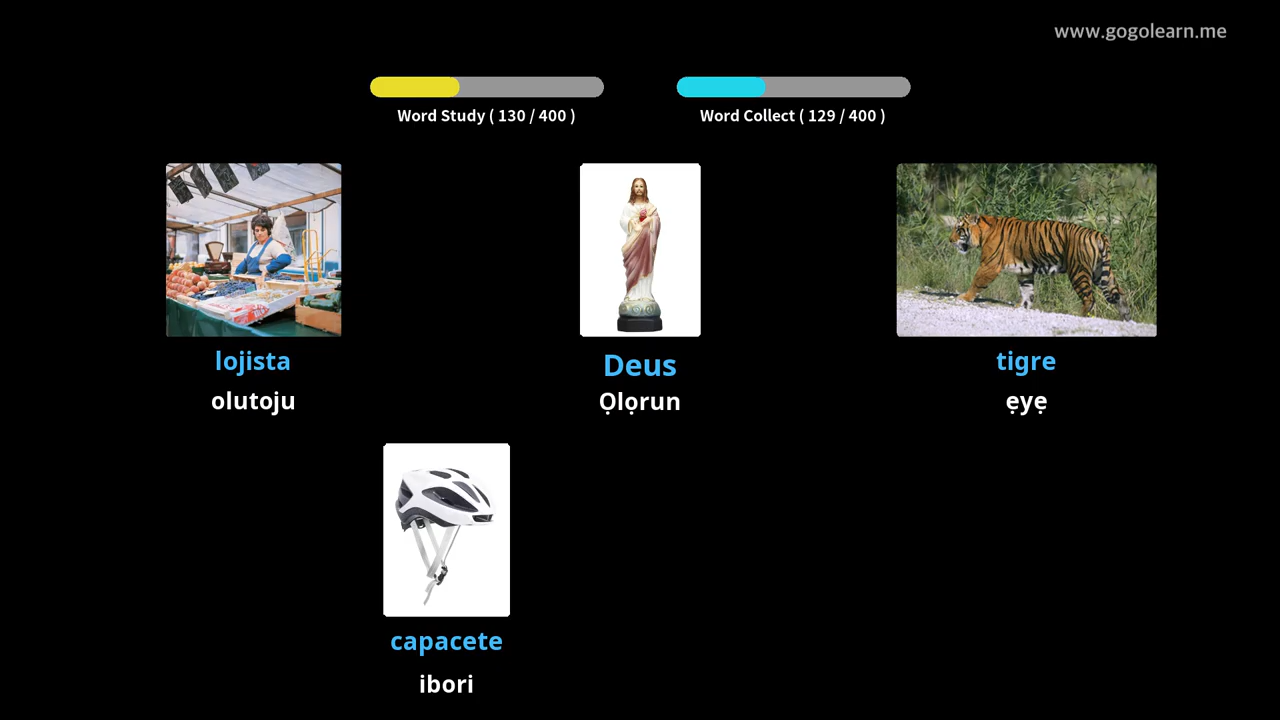 www.gogolearn.me
Word Study ( 130 / 400 )
Word Collect ( 129 / 400 )
lojista
olutoju
Deus
Ọlọrun
tigre
ẹyẹ
capacete
ibori